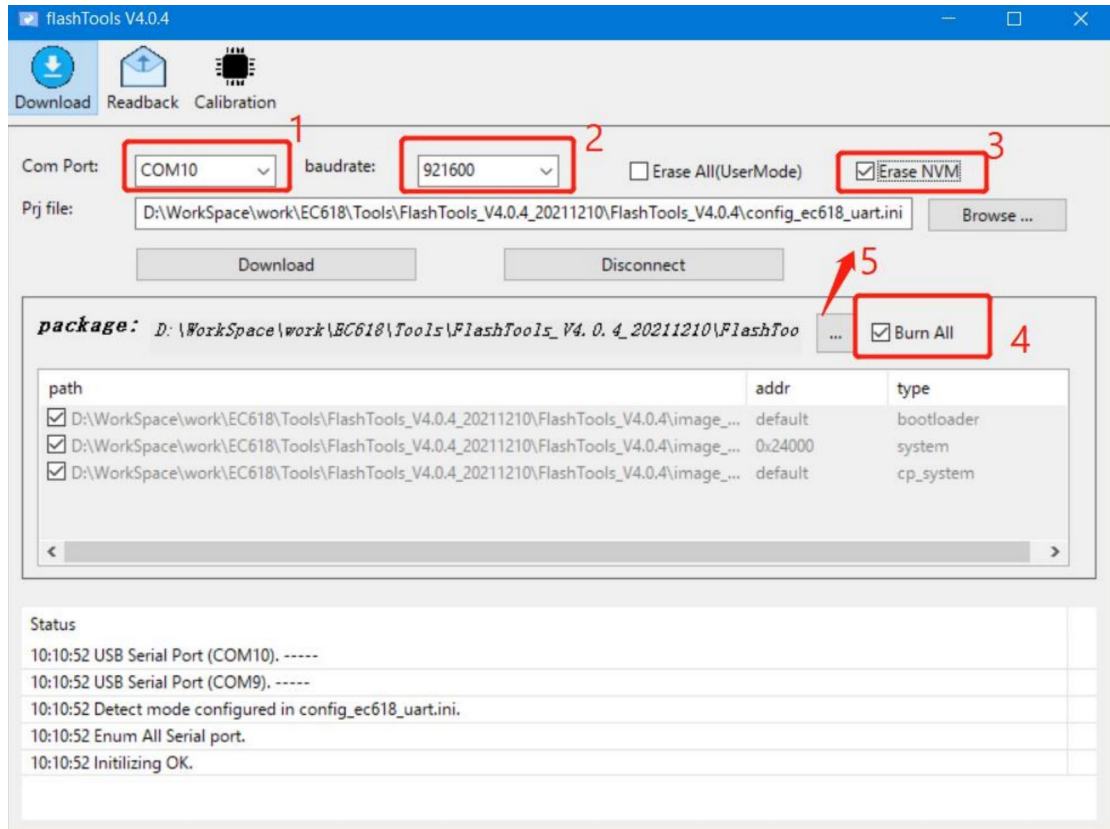 flashTools V4.0.4
Download Readback Calibration
1 2 3
Com Port: COM10 baudrate: 921600 Erase All(UserMode) Erase NVM
Prj file: D:\WorkSpace\work\EC618\Tools\FlashTools_V4.0.4_20211210\FlashTools_V4.0.4\config_ec618_uart.ini Browse ...
Download Disconnect 5
package: D:\WorkSpace\work\EC618\Tools\FlashTools_V4.0.4_20211210\FlashToo ... Burn All 4
path addr type
D:\WorkSpace\work\EC618\Tools\FlashTools_V4.0.4_20211210\FlashTools_V4.0.4\image_... default bootloader
D:\WorkSpace\work\EC618\Tools\FlashTools_V4.0.4_20211210\FlashTools_V4.0.4\image_... 0x24000 system
D:\WorkSpace\work\EC618\Tools\FlashTools_V4.0.4_20211210\FlashTools_V4.0.4\image_... default cp_system
Status
10:10:52 USB Serial Port (COM10). -----
10:10:52 USB Serial Port (COM9). -----
10:10:52 Detect mode configured in config_ec618_uart.ini.
10:10:52 Enum All Serial port.
10:10:52 Initilizing OK.